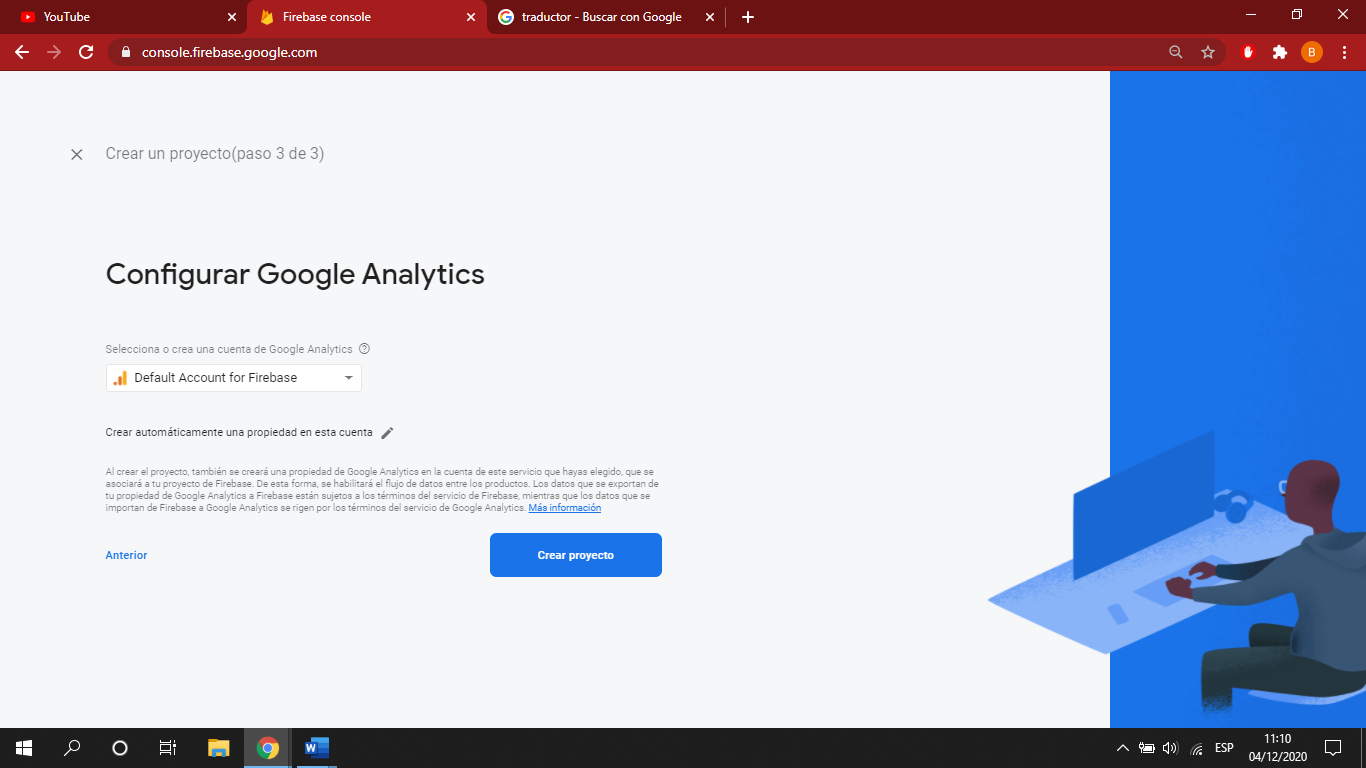 YouTube
Firebase console
traductor - Buscar con Google
console.firebase.google.com
B
Crear un proyecto(paso 3 de 3)
Configurar Google Analytics
Selecciona o crea una cuenta de Google Analytics
Default Account for Firebase
Crear automáticamente una propiedad en esta cuenta
Al crear el proyecto, también se creará una propiedad de Google Analytics en la cuenta de este servicio que hayas elegido, que se
asociará a tu proyecto de Firebase. De esta forma, se habilitará el flujo de datos entre los productos. Los datos que se exportan de
tu propiedad de Google Analytics a Firebase están sujetos a los términos del servicio de Firebase, mientras que los datos que se
importan de Firebase a Google Analytics se rigen por los términos del servicio de Google Analytics. Más información
Anterior
Crear proyecto
W
ESP
11:10
04/12/2020